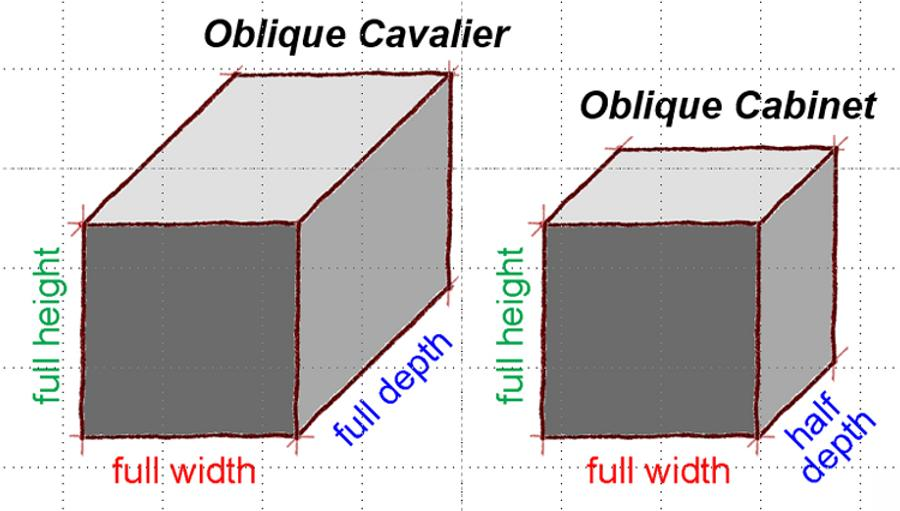 Oblique Cavalier
full height
full width
full depth
Oblique Cabinet
full height
full width
half
depth